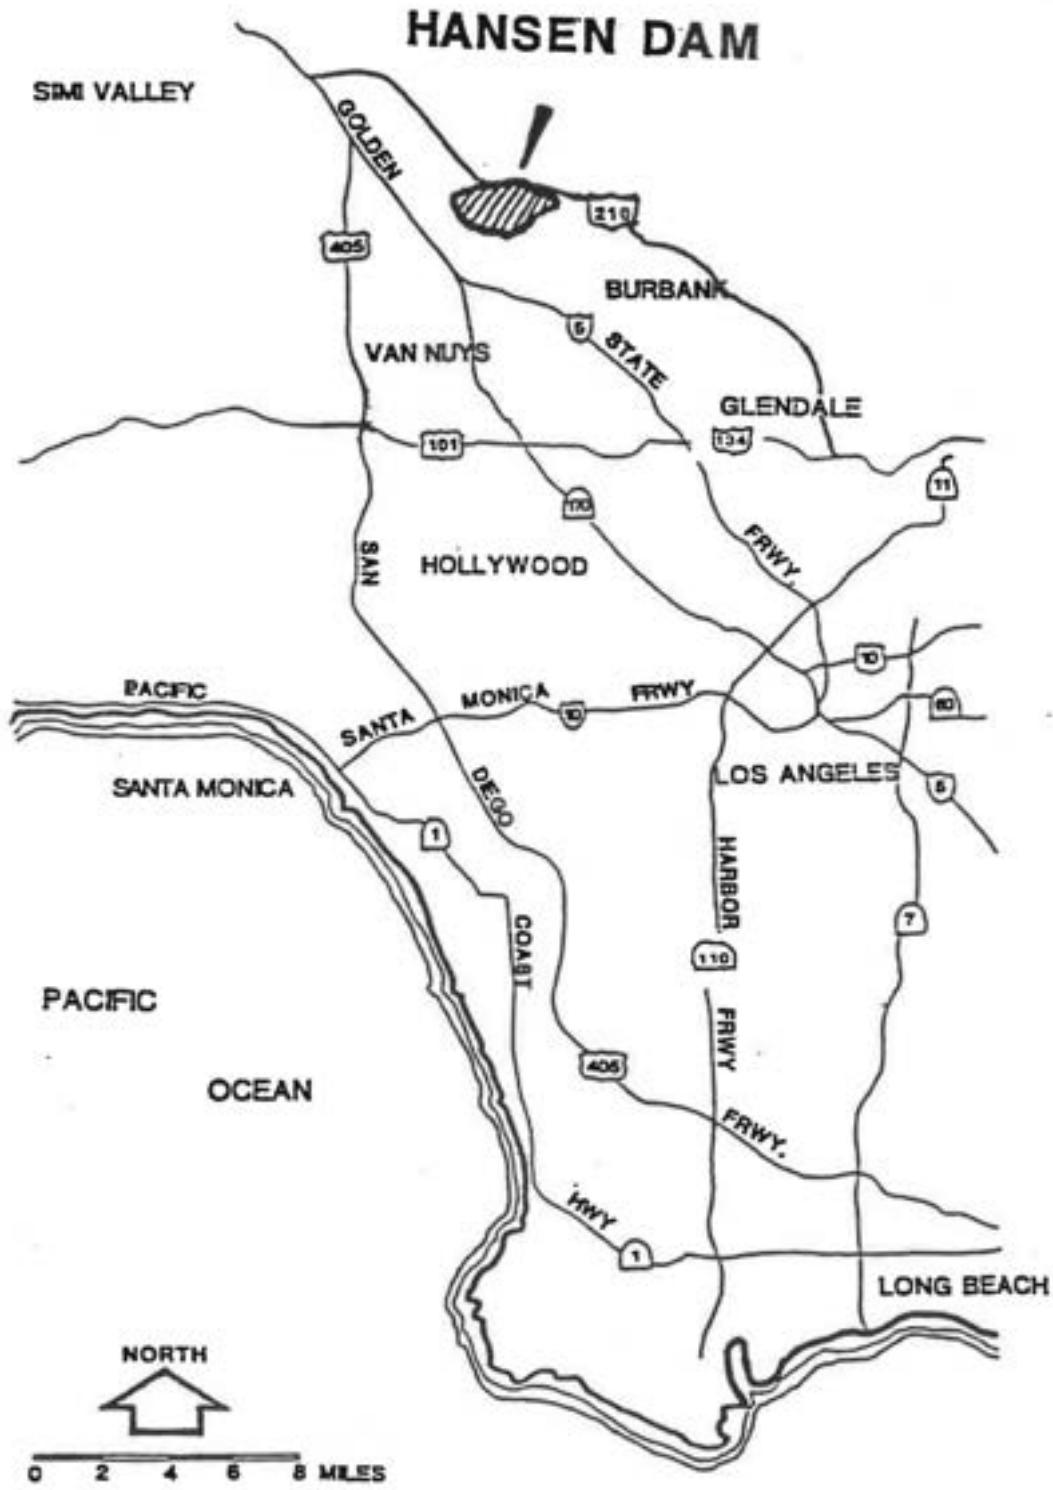 HANSEN DAM
SIMI VALLEY
GOLDEN
210
405
BURBANK
5
STATE
VAN NUYS
GLENDALE
134
101
11
170
FRWY.
SAN
HOLLYWOOD
10
PACIFIC
SANTA
MONICA
10
FRWY
60
LOS ANGELES
5
SANTA MONICA
DIEGO
1
HARBOR
7
COAST
110
PACIFIC
FRWY
OCEAN
405
FRWY.
HWY
1
LONG BEACH
NORTH
0 2 4 6 8 MILES